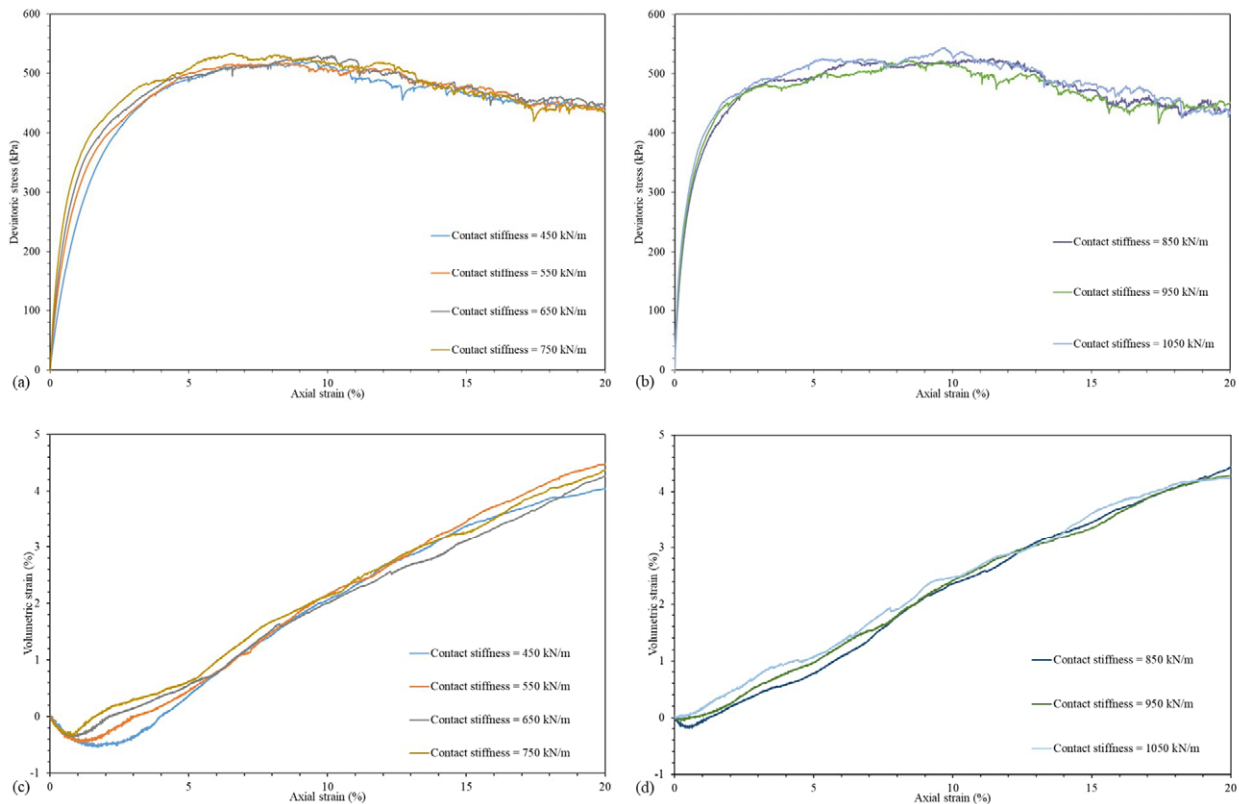 600
500
400
300
200
100
0
Deviatoric stress (kPa)
Contact stiffness = 450 kN/m
Contact stiffness = 550 kN/m
Contact stiffness = 650 kN/m
Contact stiffness = 750 kN/m
0
5
10
15
20
Axial strain (%)
(a)
600
500
400
300
200
100
0
Deviatoric stress (kPa)
Contact stiffness = 850 kN/m
Contact stiffness = 950 kN/m
Contact stiffness = 1050 kN/m
0
5
10
15
20
Axial strain (%)
(b)
5
4
3
2
1
0
-1
Volumetric strain (%)
Contact stiffness = 450 kN/m
Contact stiffness = 550 kN/m
Contact stiffness = 650 kN/m
Contact stiffness = 750 kN/m
0
5
10
15
20
Axial strain (%)
(c)
5
4
3
2
1
0
-1
Volumetric strain (%)
Contact stiffness = 850 kN/m
Contact stiffness = 950 kN/m
Contact stiffness = 1050 kN/m
0
5
10
15
20
Axial strain (%)
(d)